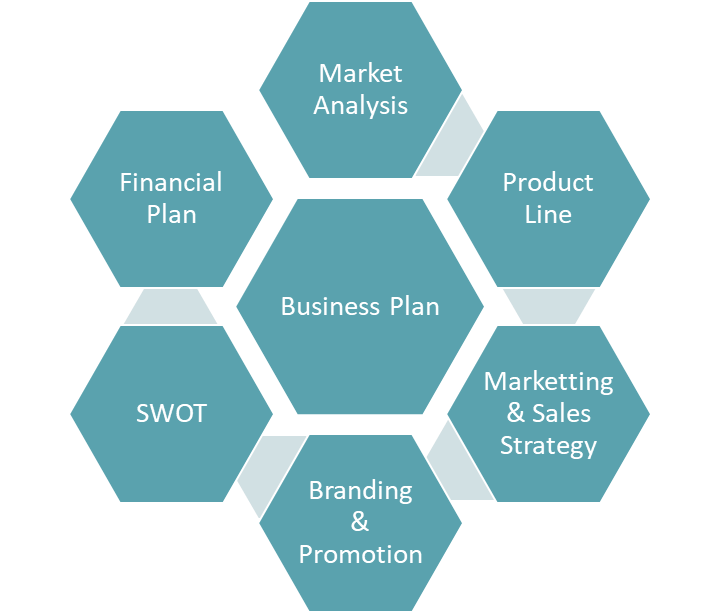 Market
Analysis
Product
Line
Marketting
& Sales
Strategy
Branding
&
Promotion
SWOT
Financial
Plan
Business Plan